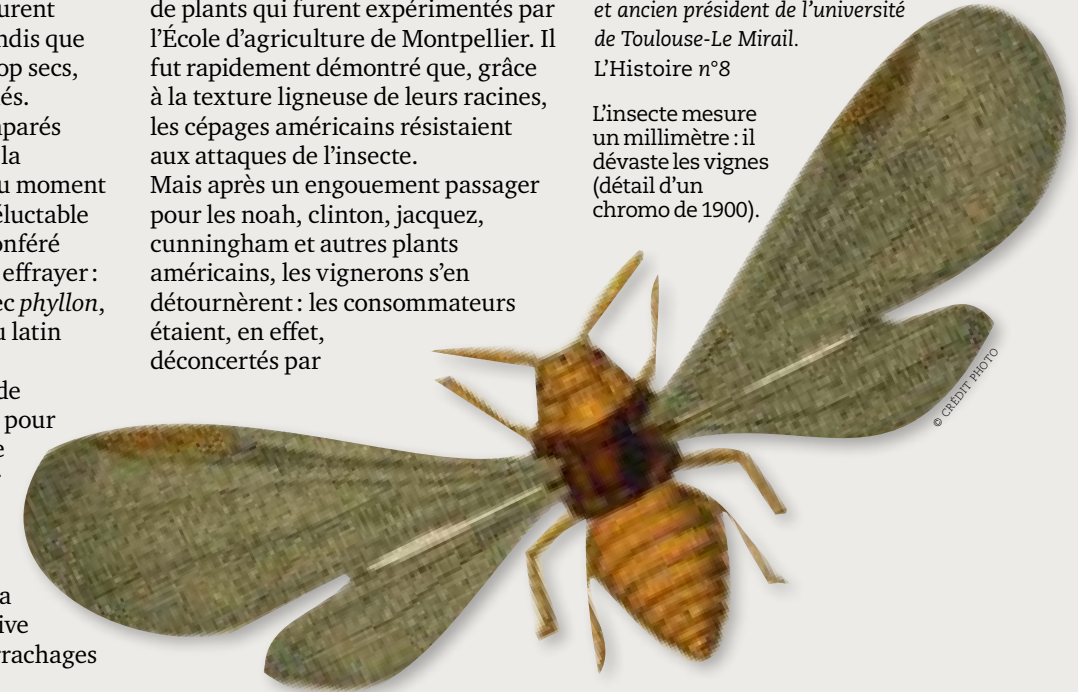 urent
ndis que
op secs,
és.
nparés
la
u moment
éluctable
onféré
effrayer :
ec phyllon,
u latin
de
pour
e
a
ive
rachages
de plants qui furent expérimentés par
l’École d’agriculture de Montpellier. Il
fut rapidement démontré que, grâce
à la texture ligneuse de leurs racines,
les cépages américains résistaient
aux attaques de l’insecte.
Mais après un engouement passager
pour les noah, clinton, jacquez,
cunningham et autres plants
américains, les vignerons s’en
détournèrent : les consommateurs
étaient, en effet,
déconcertés par
et ancien président de l’université
de Toulouse-Le Mirail.
L’Histoire n°8
L’insecte mesure
un millimètre : il
dévaste les vignes
(détail d’un
chromo de 1900).
© CRÉDIT PHOTO